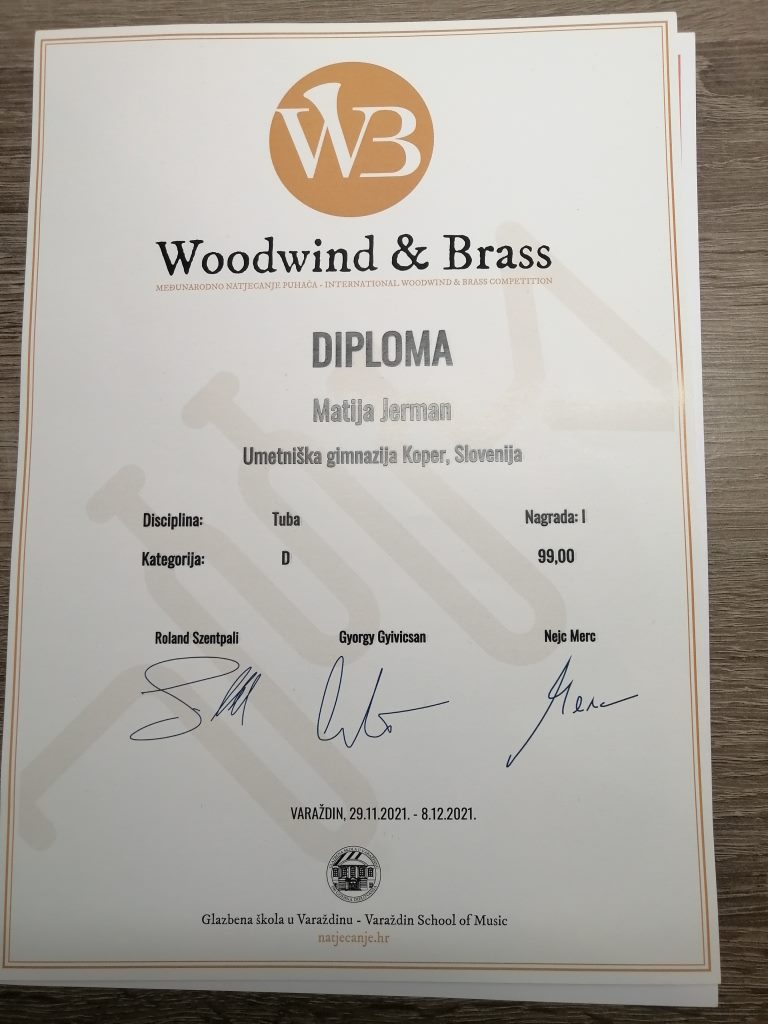 WB
Woodwind & Brass
MEĐUNARODNO NATJECANJE PUHAČA - INTERNATIONAL WOODWIND & BRASS COMPETITION
DIPLOMA
Matija Jerman
Umetniška gimnazija Koper, Slovenija
Disciplina: Tuba Nagrada: I
Kategorija: D 99,00
Roland Szentpali Gyorgy Gyivicsan Nejc Merc
Merc
VARAŽDIN, 29.11.2021. - 8.12.2021.
Glazbena škola u Varaždinu - Varaždin School of Music
natjecanje.hr